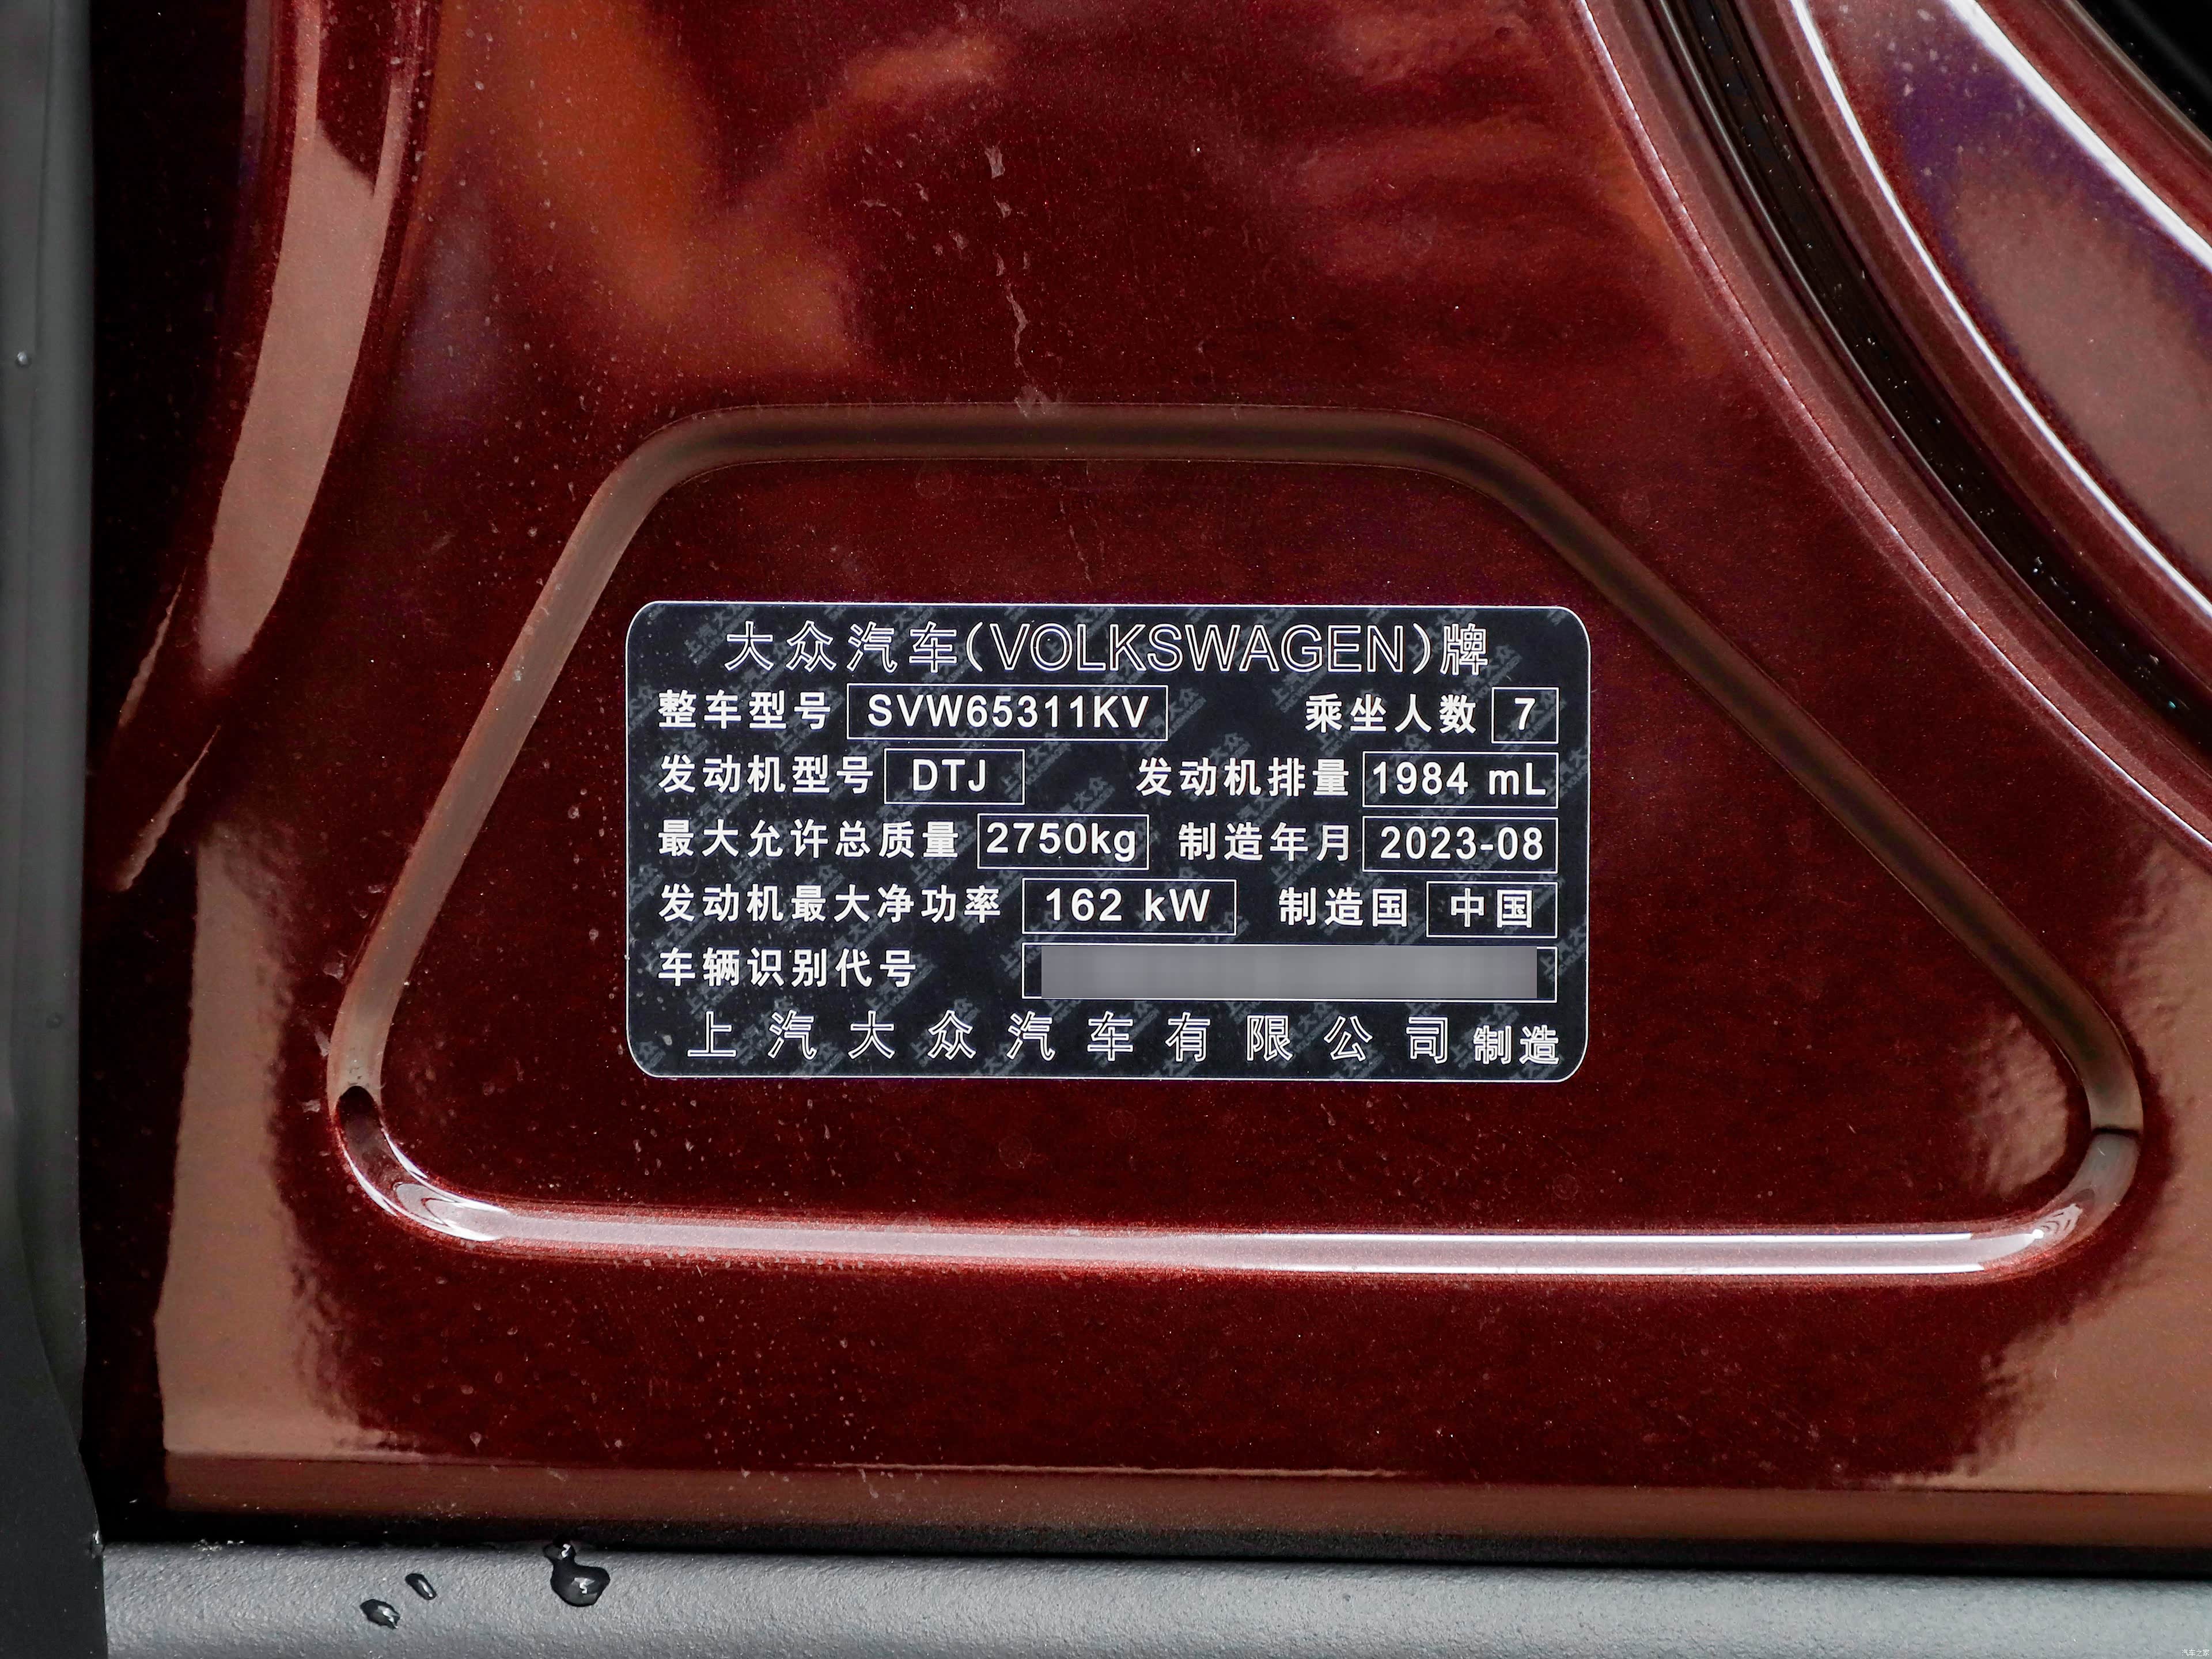 大众汽车(VOLKSWAGEN)牌
整车型号 SVW65311KV 乘坐人数 7
发动机型号 DTJ 发动机排量 1984 mL
最大允许总质量 2750kg 制造年月 2023-08
发动机最大净功率 162 kW 制造国 中国
车辆识别代号
上汽大众汽车有限公司制造
汽车之家